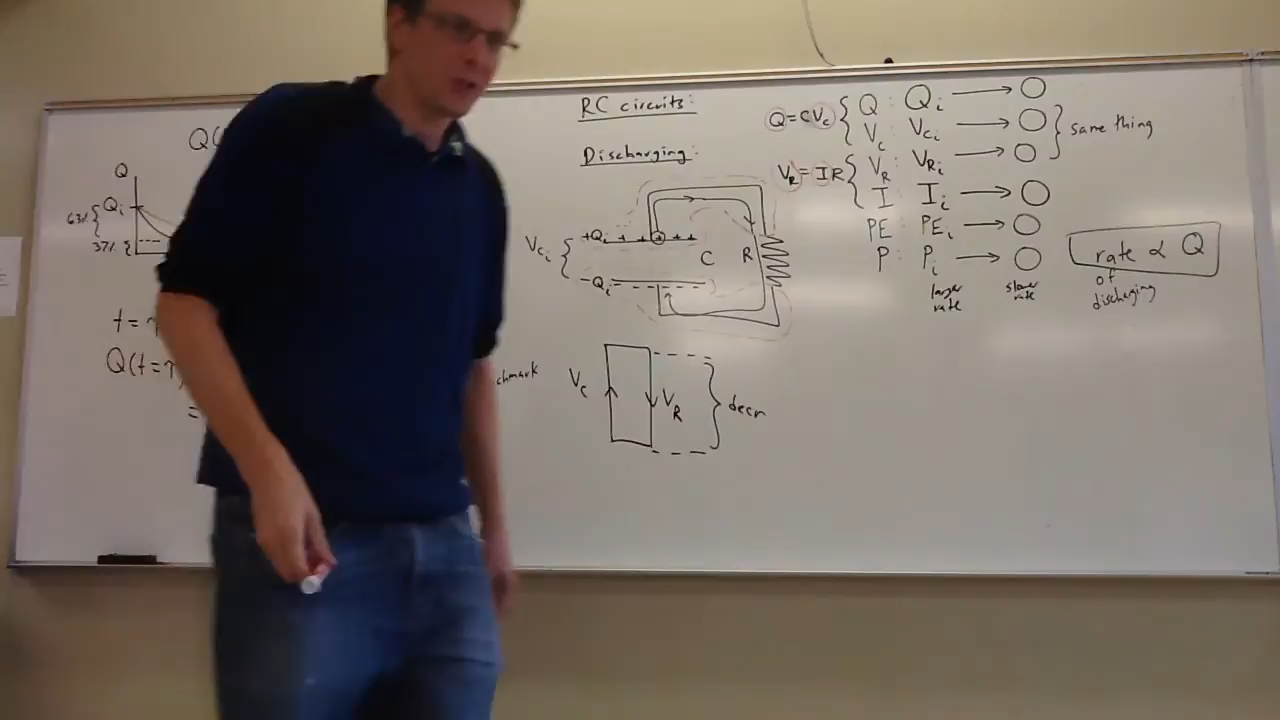 RC circuits:
Discharging:
Q(
Q
Qi
63%
37%
t = τ
Q(t=τ
=
chmark
Vci
+Qi + + ⊕ + +
-Qi - - - - - -
C
R
Vc
VR
decr
Q=CVc { Q : Qi → 0
Vc : Vci → 0
VR=IR { VR : VRi → 0
I : Ii → 0
} same thing
PE : PEi → 0
P : Pi → 0
larger rate
slower rate
rate ∝ Q
of
discharging